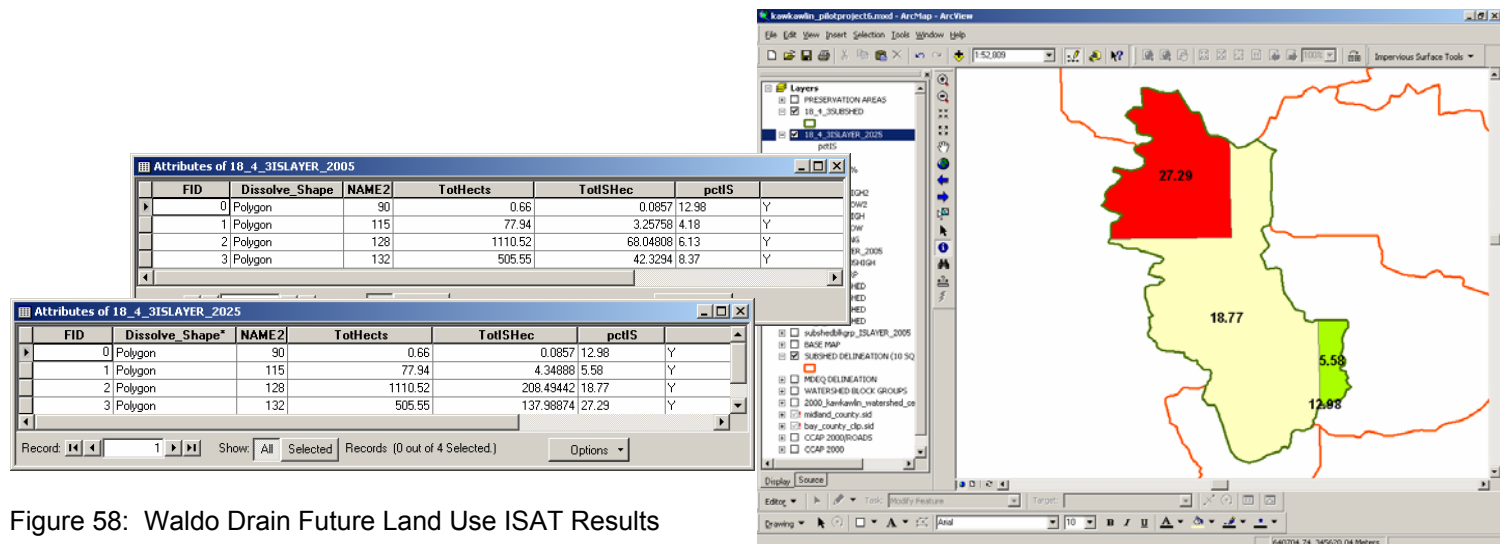 kawkawlin_pilotproject6.mxd - ArcMap - ArcView
File Edit View Insert Selection Tools Window Help
1:52,809
100%
Impervious Surface Tools
Layers
PRESERVATION AREAS
18_4_3SUBSHED
18_4_3ISLAYER_2025
pctIS
subshedblkgrp_ISLAYER_2005
BASE MAP
SUBSHED DELINEATION (10 SQ
MDEQ DELINEATION
WATERSHED BLOCK GROUPS
2000_kawkawlin_watershed_ce
midland_county.sid
bay_county_clip.sid
CCAP 2000/ROADS
CCAP 2000
Display Source
27.29
18.77
5.58
12.98
Editor Task: Modify Feature Target:
Drawing Arial 10 B I U A
640704.74 345620.04 Meters
Attributes of 18_4_3ISLAYER_2005
FID Dissolve_Shape NAME2 TotHects TotISHec pctIS
0 Polygon 90 0.66 0.0857 12.98 Y
1 Polygon 115 77.94 3.25758 4.18 Y
2 Polygon 128 1110.52 68.04808 6.13 Y
3 Polygon 132 505.55 42.3294 8.37 Y
Attributes of 18_4_3ISLAYER_2025
FID Dissolve_Shape* NAME2 TotHects TotISHec pctIS
0 Polygon 90 0.66 0.0857 12.98 Y
1 Polygon 115 77.94 4.34888 5.58 Y
2 Polygon 128 1110.52 208.49442 18.77 Y
3 Polygon 132 505.55 137.98874 27.29 Y
Record: 1 Show: All Selected Records (0 out of 4 Selected.) Options
Figure 58: Waldo Drain Future Land Use ISAT Results